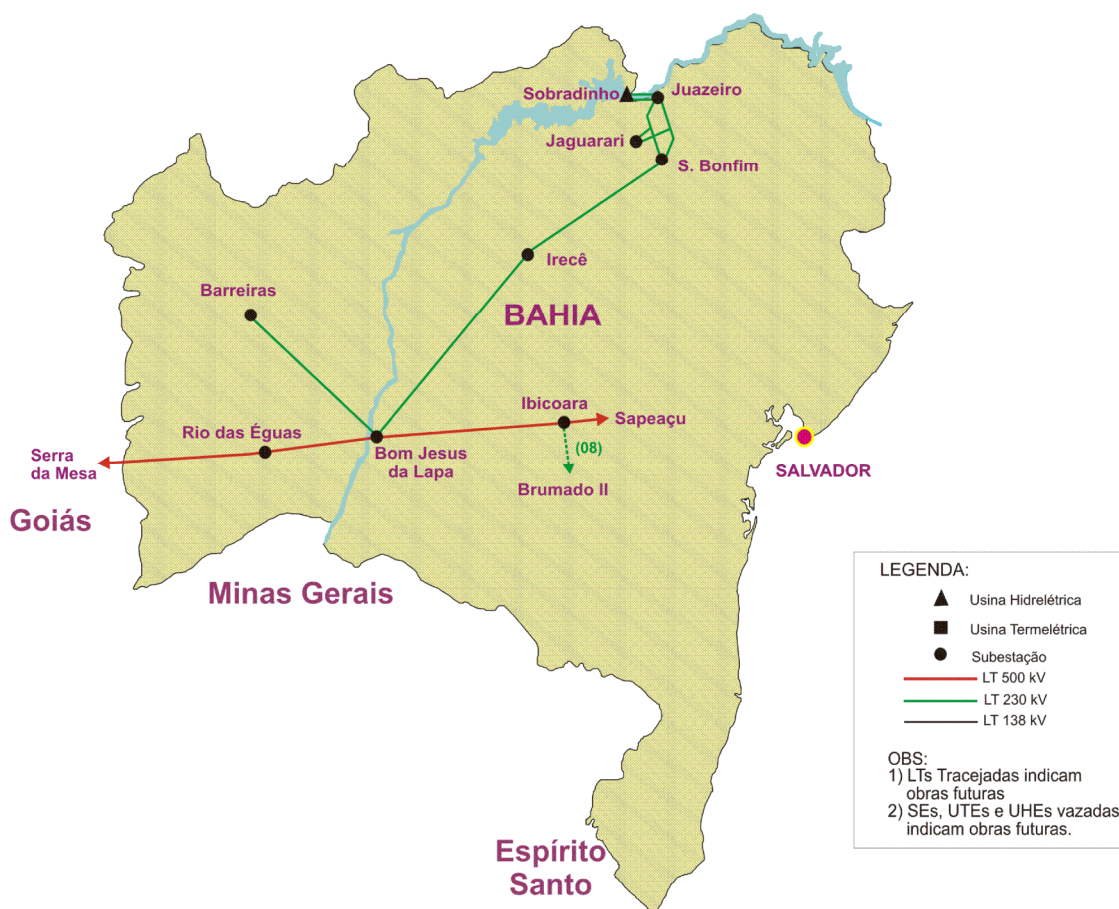 Sobradinho
Juazeiro
Jaguarari
S. Bonfim
Irecê
Barreiras
BAHIA
Ibicoara
Sapeaçu
Rio das Éguas
Bom Jesus
da Lapa
(08)
Serra
da Mesa
SALVADOR
Brumado II
Goiás
Minas Gerais
LEGENDA:
Usina Hidrelétrica
Usina Termelétrica
Subestação
LT 500 kV
LT 230 kV
LT 138 kV
OBS:
1) LTs Tracejadas indicam
obras futuras
2) SEs, UTEs e UHEs vazadas
indicam obras futuras.
Espírito
Santo